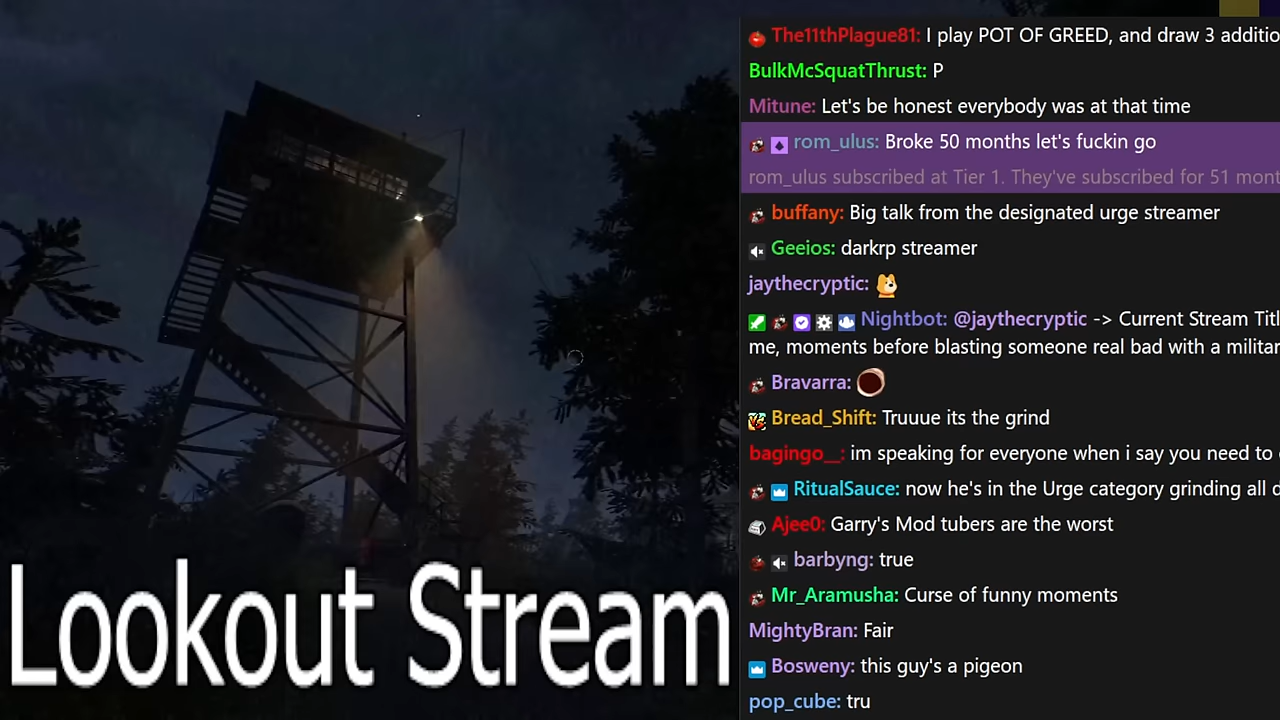 The11thPlague81: I play POT OF GREED, and draw 3 additio
BulkMcSquatThrust: P
Mitune: Let's be honest everybody was at that time
rom_ulus: Broke 50 months let's fuckin go
rom_ulus subscribed at Tier 1. They've subscribed for 51 mont
buffany: Big talk from the designated urge streamer
Geeios: darkrp streamer
jaythecryptic:
Nightbot: @jaythecryptic -> Current Stream Titl
me, moments before blasting someone real bad with a militar
Bravarra:
Bread_Shift: Truuue its the grind
bagingo__: im speaking for everyone when i say you need to
RitualSauce: now he's in the Urge category grinding all d
Ajee0: Garry's Mod tubers are the worst
barbyng: true
Mr_Aramusha: Curse of funny moments
MightyBran: Fair
Bosweny: this guy's a pigeon
pop_cube: tru
Lookout Stream